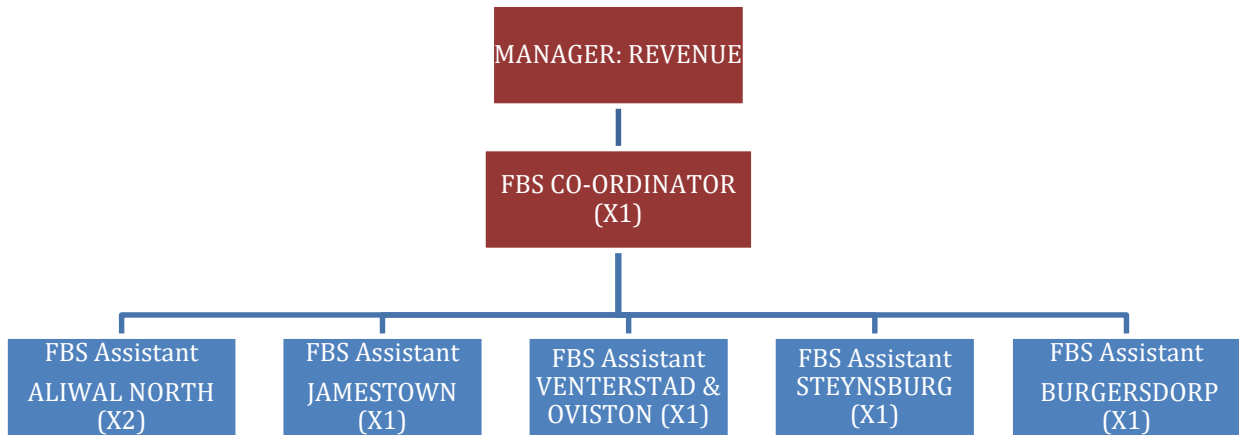 MANAGER: REVENUE
FBS CO-ORDINATOR
(X1)
FBS Assistant
ALIWAL NORTH
(X2)
FBS Assistant
JAMESTOWN
(X1)
FBS Assistant
VENTERSTAD &
OVISTON (X1)
FBS Assistant
STEYNSBURG
(X1)
FBS Assistant
BURGERSDORP
(X1)